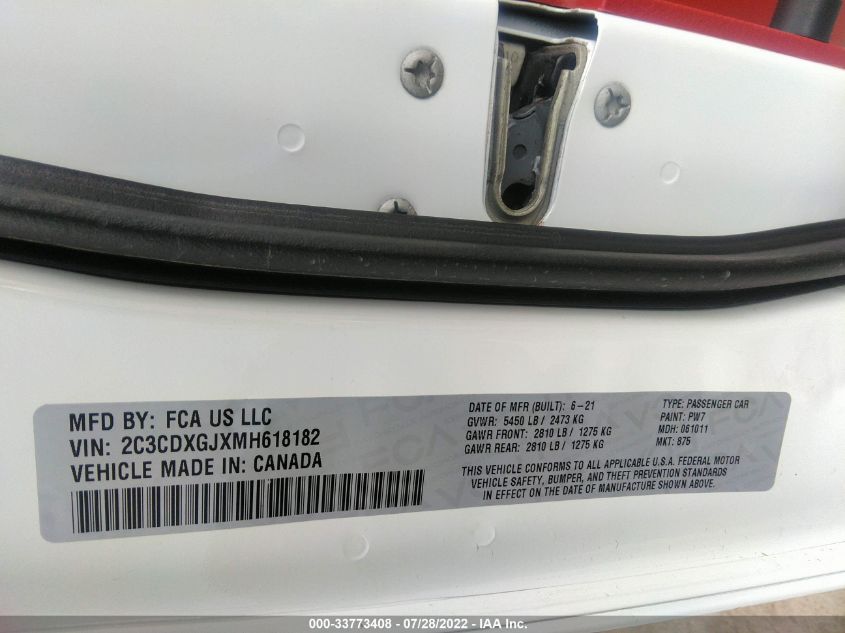 MFD BY: FCA US LLC
VIN: 2C3CDXGJXMH618182
VEHICLE MADE IN: CANADA
DATE OF MFR (BUILT): 6-21
GVWR: 5450 LB / 2473 KG
GAWR FRONT: 2810 LB / 1275 KG
GAWR REAR: 2810 LB / 1275 KG
TYPE: PASSENGER CAR
PAINT: PW7
MDH: 061011
MKT: 875
THIS VEHICLE CONFORMS TO ALL APPLICABLE U.S.A. FEDERAL MOTOR
VEHICLE SAFETY, BUMPER, AND THEFT PREVENTION STANDARDS
IN EFFECT ON THE DATE OF MANUFACTURE SHOWN ABOVE.
000-33773408 - 07/28/2022 - IAA Inc.